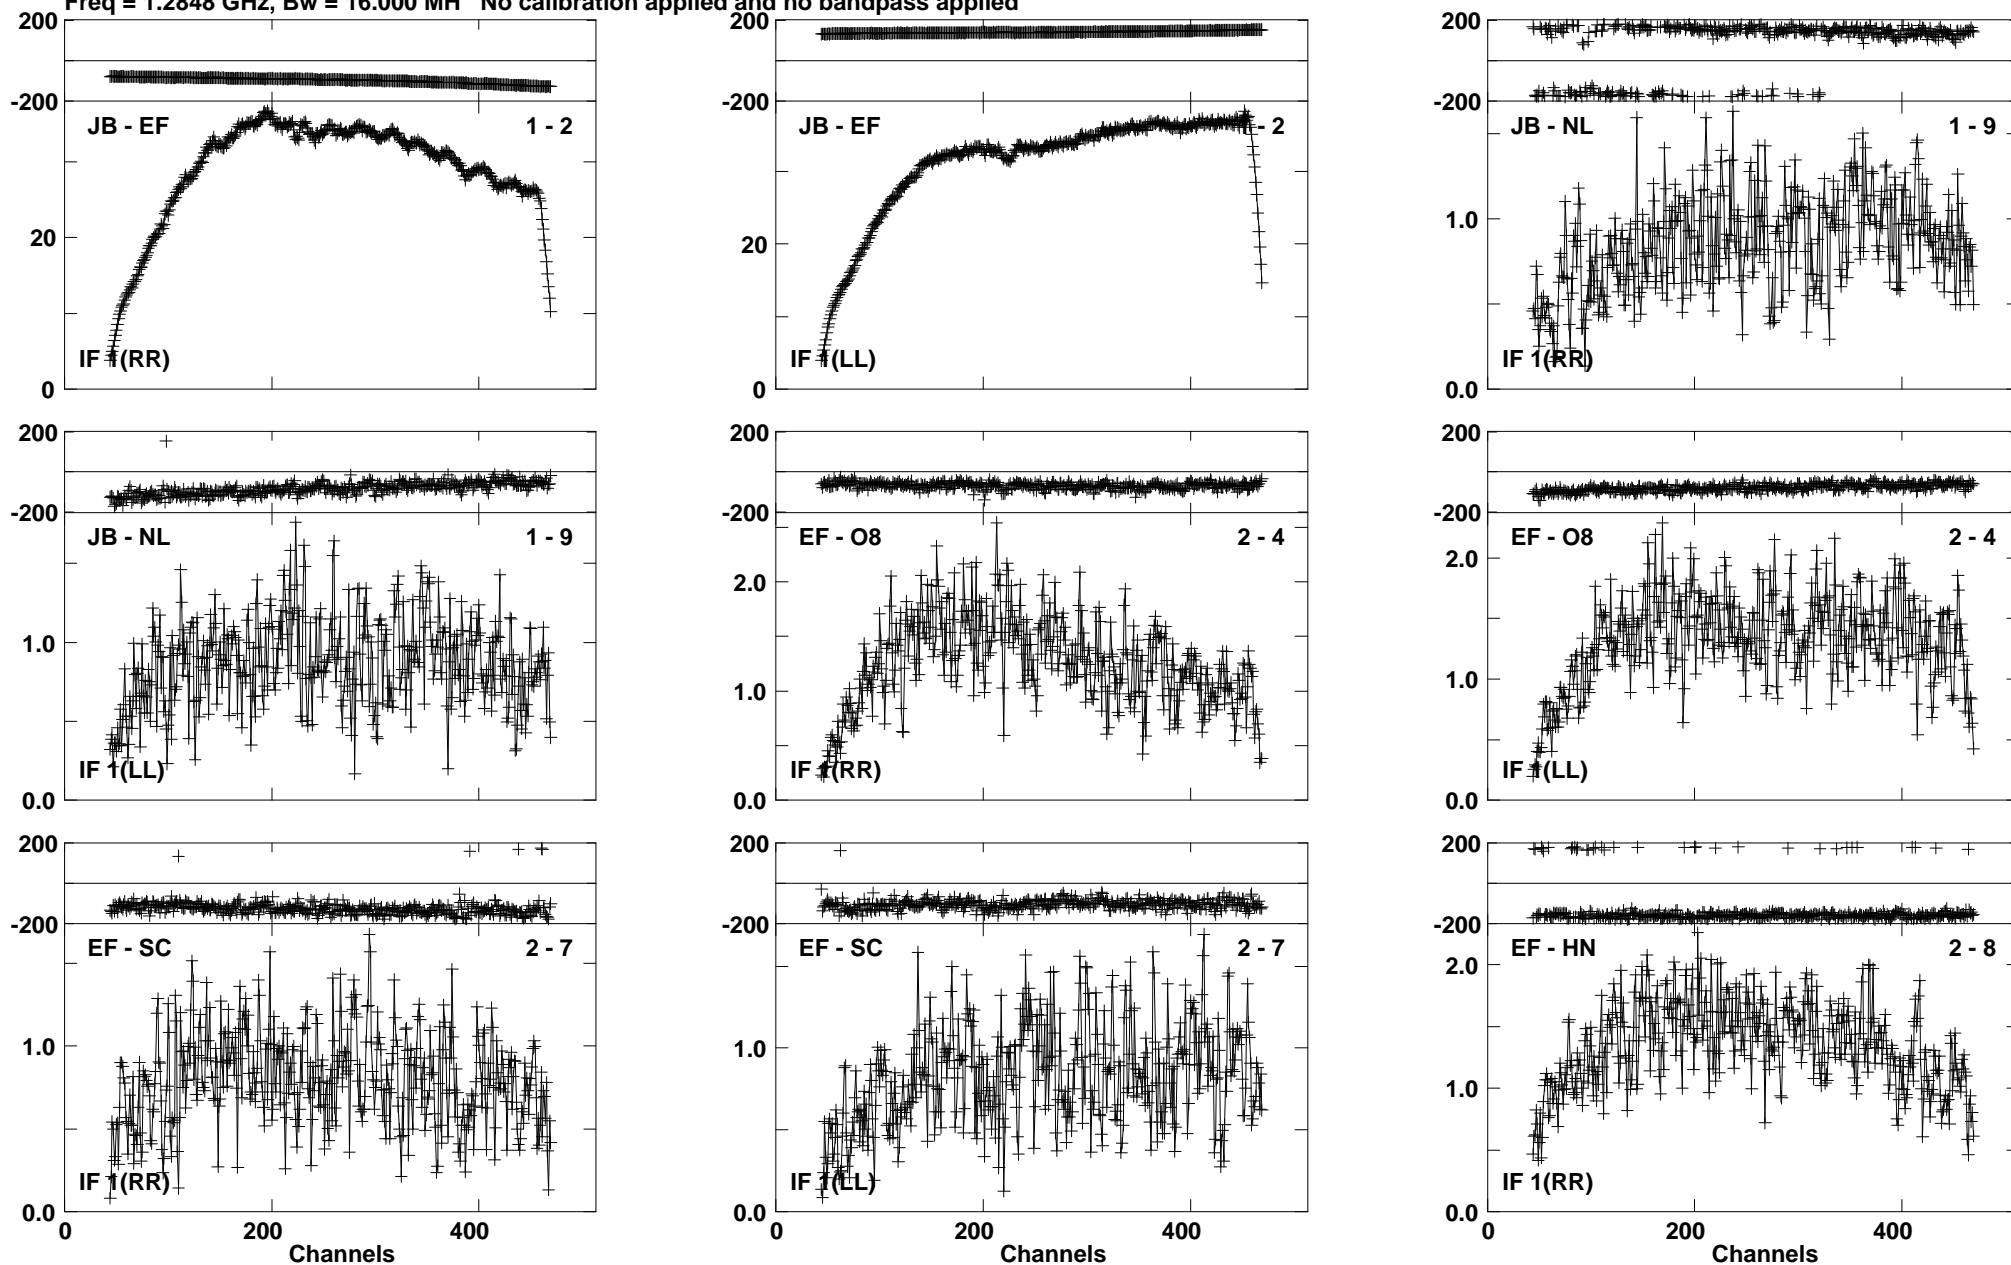 Freq = 1.2848 GHz, Bw = 16.000 MH No calibration applied and no bandpass applied
200
-200
JB - EF 1 - 2
20
IF 1(RR)
0
JB - EF 1 - 2
20
IF 1(LL)
0
200
-200
JB - NL 1 - 9
1.0
IF 1(RR)
0.0
200
-200
JB - NL 1 - 9
1.0
IF 1(LL)
0.0
200
-200
EF - O8 2 - 4
2.0
1.0
IF 1(RR)
0.0
200
-200
EF - O8 2 - 4
2.0
1.0
IF 1(LL)
0.0
200
-200
EF - SC 2 - 7
1.0
IF 1(RR)
0.0
0 200 400
Channels
200
-200
EF - SC 2 - 7
1.0
IF 1(LL)
0.0
200
-200
EF - HN 2 - 8
2.0
1.0
IF 1(RR)
0.0
0 200 400
Channels